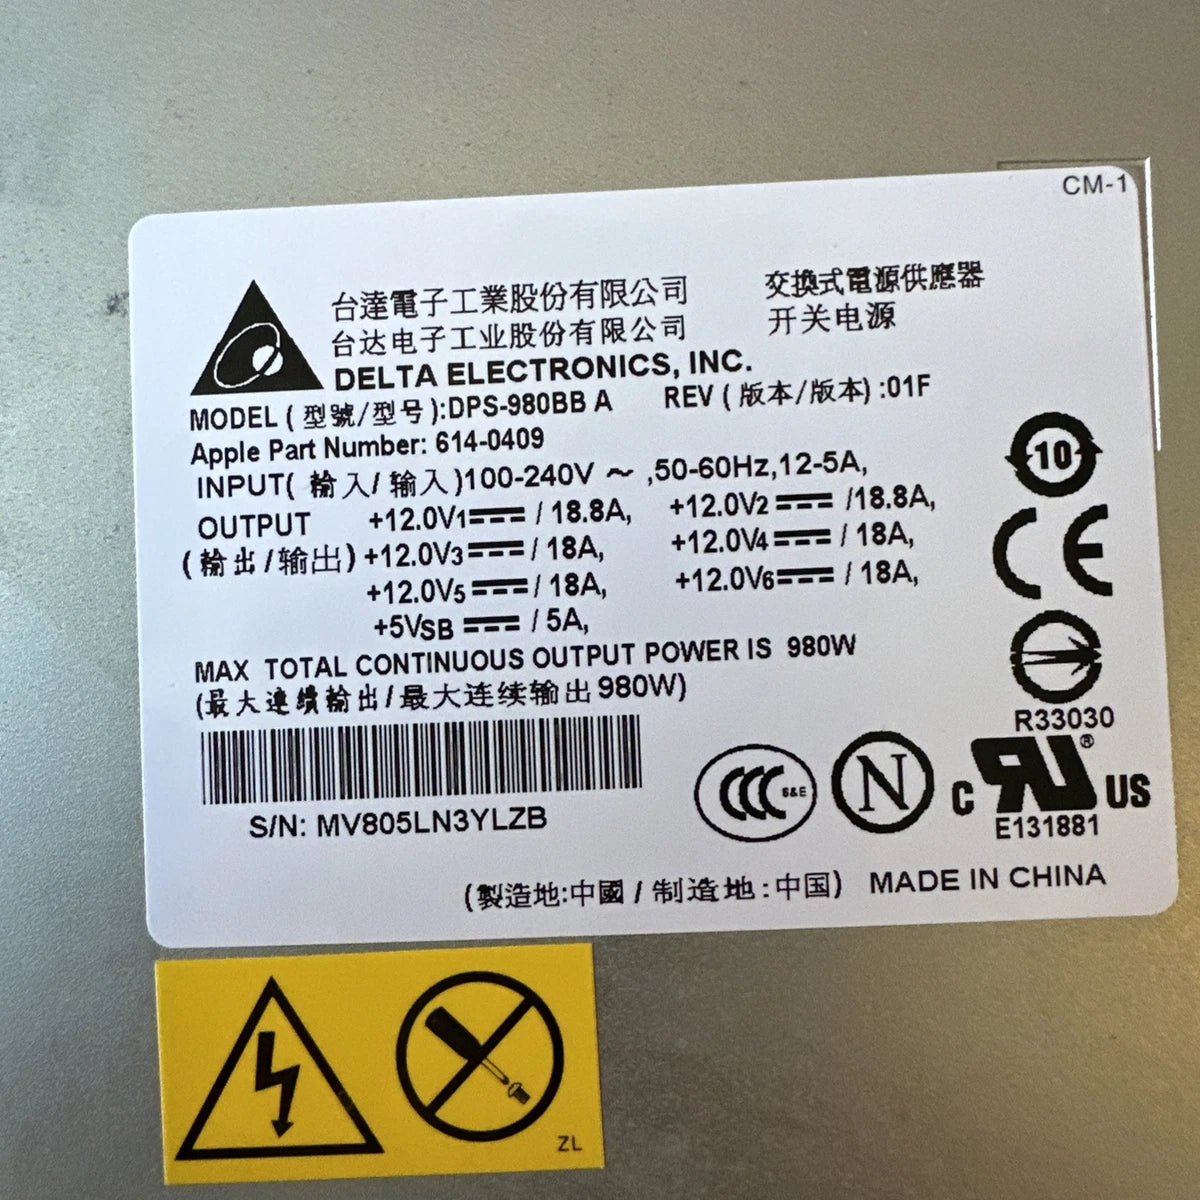 CM-1
台達電子工業股份有限公司 交換式電源供應器
台达电子工业股份有限公司 开关电源
DELTA ELECTRONICS, INC.
MODEL (型號/型号):DPS-980BB A REV (版本/版本) :01F
Apple Part Number: 614-0409
INPUT( 輸入/ 输入)100-240V ~ ,50-60Hz,12-5A,
OUTPUT +12.0V1⎓ / 18.8A, +12.0V2⎓ /18.8A,
(輸出/输出) +12.0V3⎓ / 18A, +12.0V4⎓ / 18A,
+12.0V5⎓ / 18A, +12.0V6⎓ / 18A,
+5VSB ⎓ / 5A,
MAX TOTAL CONTINUOUS OUTPUT POWER IS 980W
(最大連續輸出/最大连续输出 980W)
S/N: MV805LN3YLZB
10
CE
R33030
CCC S&E
N
C RU ® US
E131881
(製造地:中國 / 制造地:中国) MADE IN CHINA
ZL